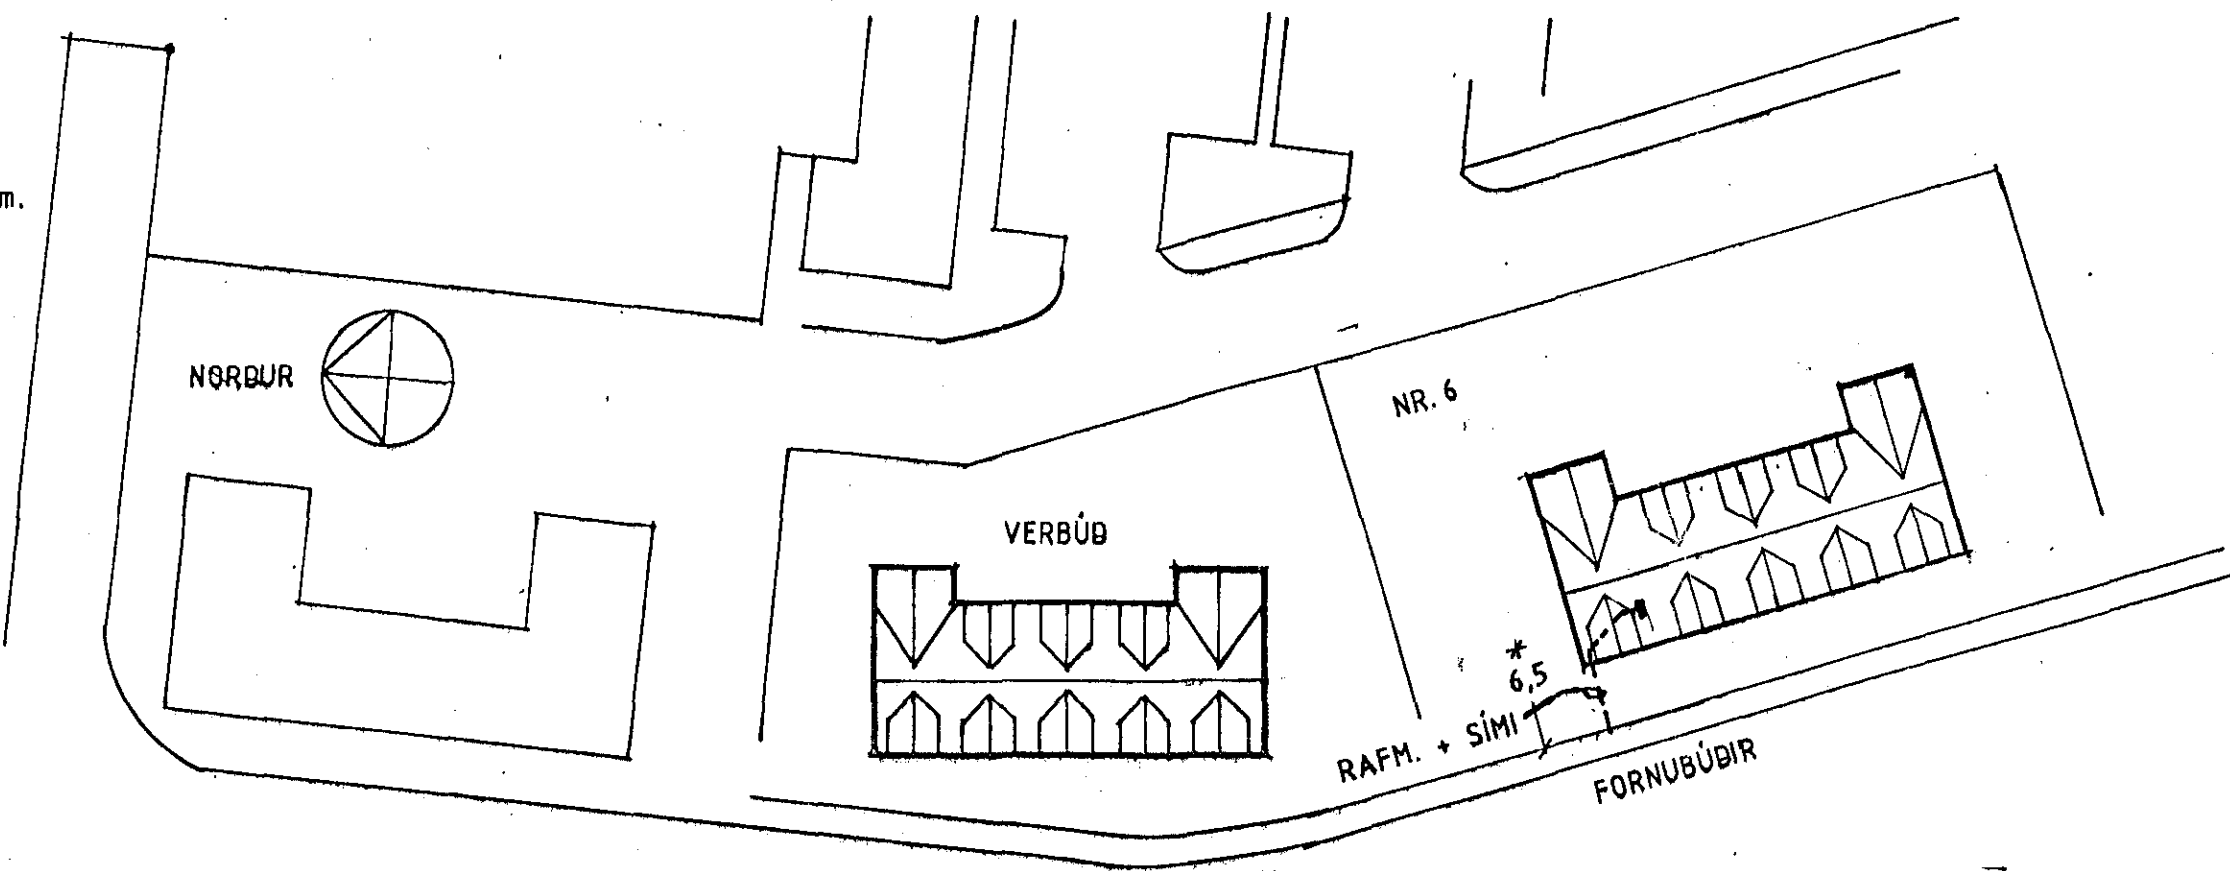 m.
NORÐUR
NR. 6
VERBÚÐ
*
6,5
RAFM. + SÍMI
FORNUBÚÐIR